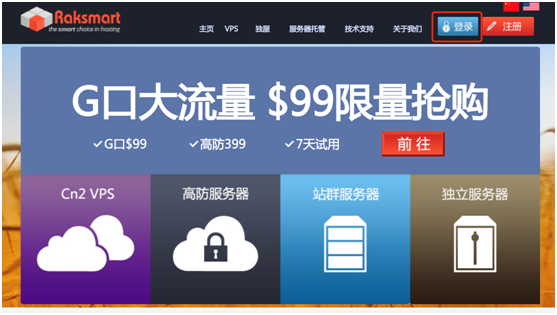 Raksmart
the smart choice in hosting
主页 VPS 独服 服务器托管 技术支持 关于我们 登录 注册
G口大流量 $99限量抢购
G口$99 高防399 7天试用 前往
Cn2 VPS 高防服务器 站群服务器 独立服务器